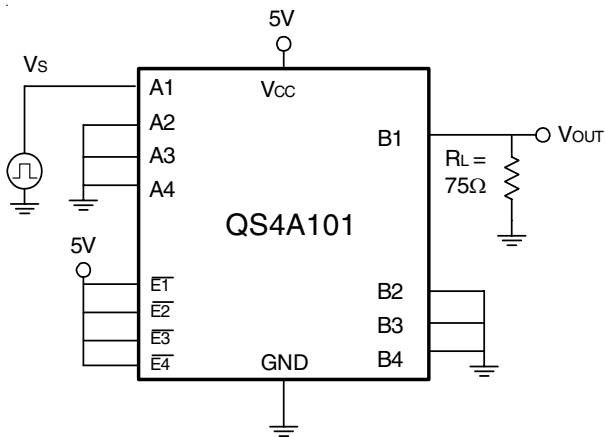 5V
VS
A1
VCC
A2
B1
VOUT
A3
RL =
75Ω
A4
QS4A101
5V
E1
B2
E2
B3
E3
B4
E4
GND